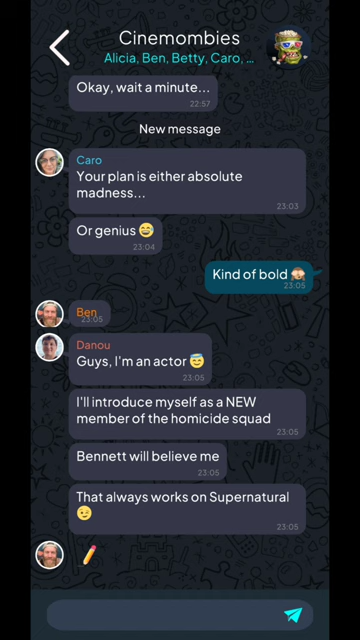 Cinemombies
Alicia, Ben, Betty, Caro, ...
Okay, wait a minute...
22:57
New message
Caro
Your plan is either absolute
madness...
23:03
Or genius 😅
23:04
Kind of bold 🙈
23:05
Ben
23:05
Danou
Guys, I'm an actor 😇
23:05
I'll introduce myself as a NEW
member of the homicide squad
23:05
Bennett will believe me
23:05
That always works on Supernatural
😉
23:05